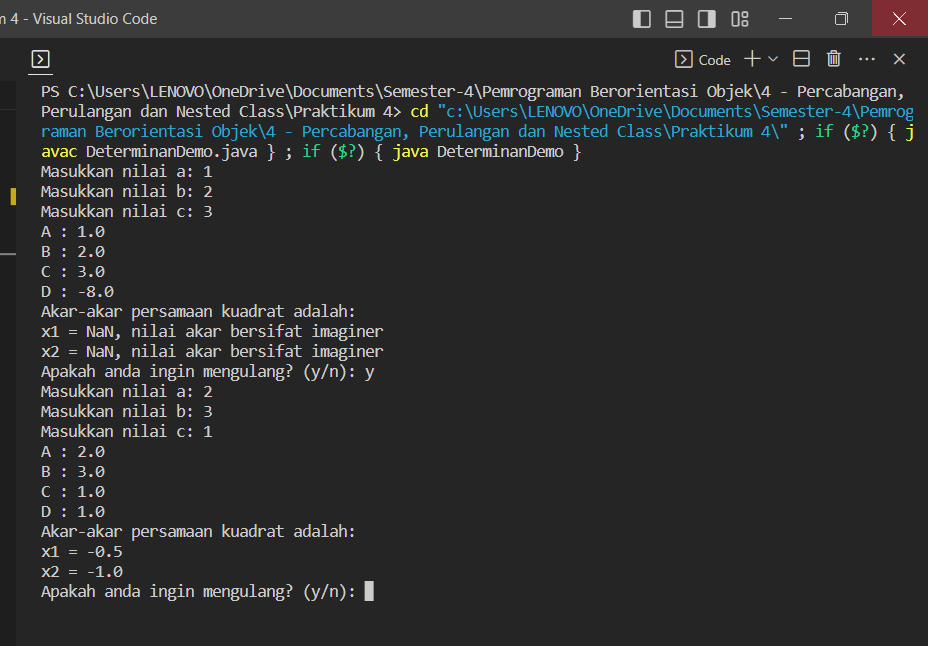 m 4 - Visual Studio Code
Code
PS C:\Users\LENOVO\OneDrive\Documents\Semester-4\Pemrograman Berorientasi Objek\4 - Percabangan,
Perulangan dan Nested Class\Praktikum 4> cd "c:\Users\LENOVO\OneDrive\Documents\Semester-4\Pemrog
raman Berorientasi Objek\4 - Percabangan, Perulangan dan Nested Class\Praktikum 4\" ; if ($?) { j
avac DeterminanDemo.java } ; if ($?) { java DeterminanDemo }
Masukkan nilai a: 1
Masukkan nilai b: 2
Masukkan nilai c: 3
A : 1.0
B : 2.0
C : 3.0
D : -8.0
Akar-akar persamaan kuadrat adalah:
x1 = NaN, nilai akar bersifat imaginer
x2 = NaN, nilai akar bersifat imaginer
Apakah anda ingin mengulang? (y/n): y
Masukkan nilai a: 2
Masukkan nilai b: 3
Masukkan nilai c: 1
A : 2.0
B : 3.0
C : 1.0
D : 1.0
Akar-akar persamaan kuadrat adalah:
x1 = -0.5
x2 = -1.0
Apakah anda ingin mengulang? (y/n):